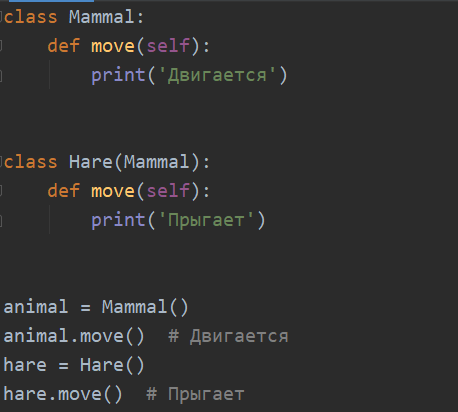 class Mammal:
    def move(self):
        print('Двигается')
class Hare(Mammal):
    def move(self):
        print('Прыгает')
animal = Mammal()
animal.move()  # Двигается
hare = Hare()
hare.move()  # Прыгает